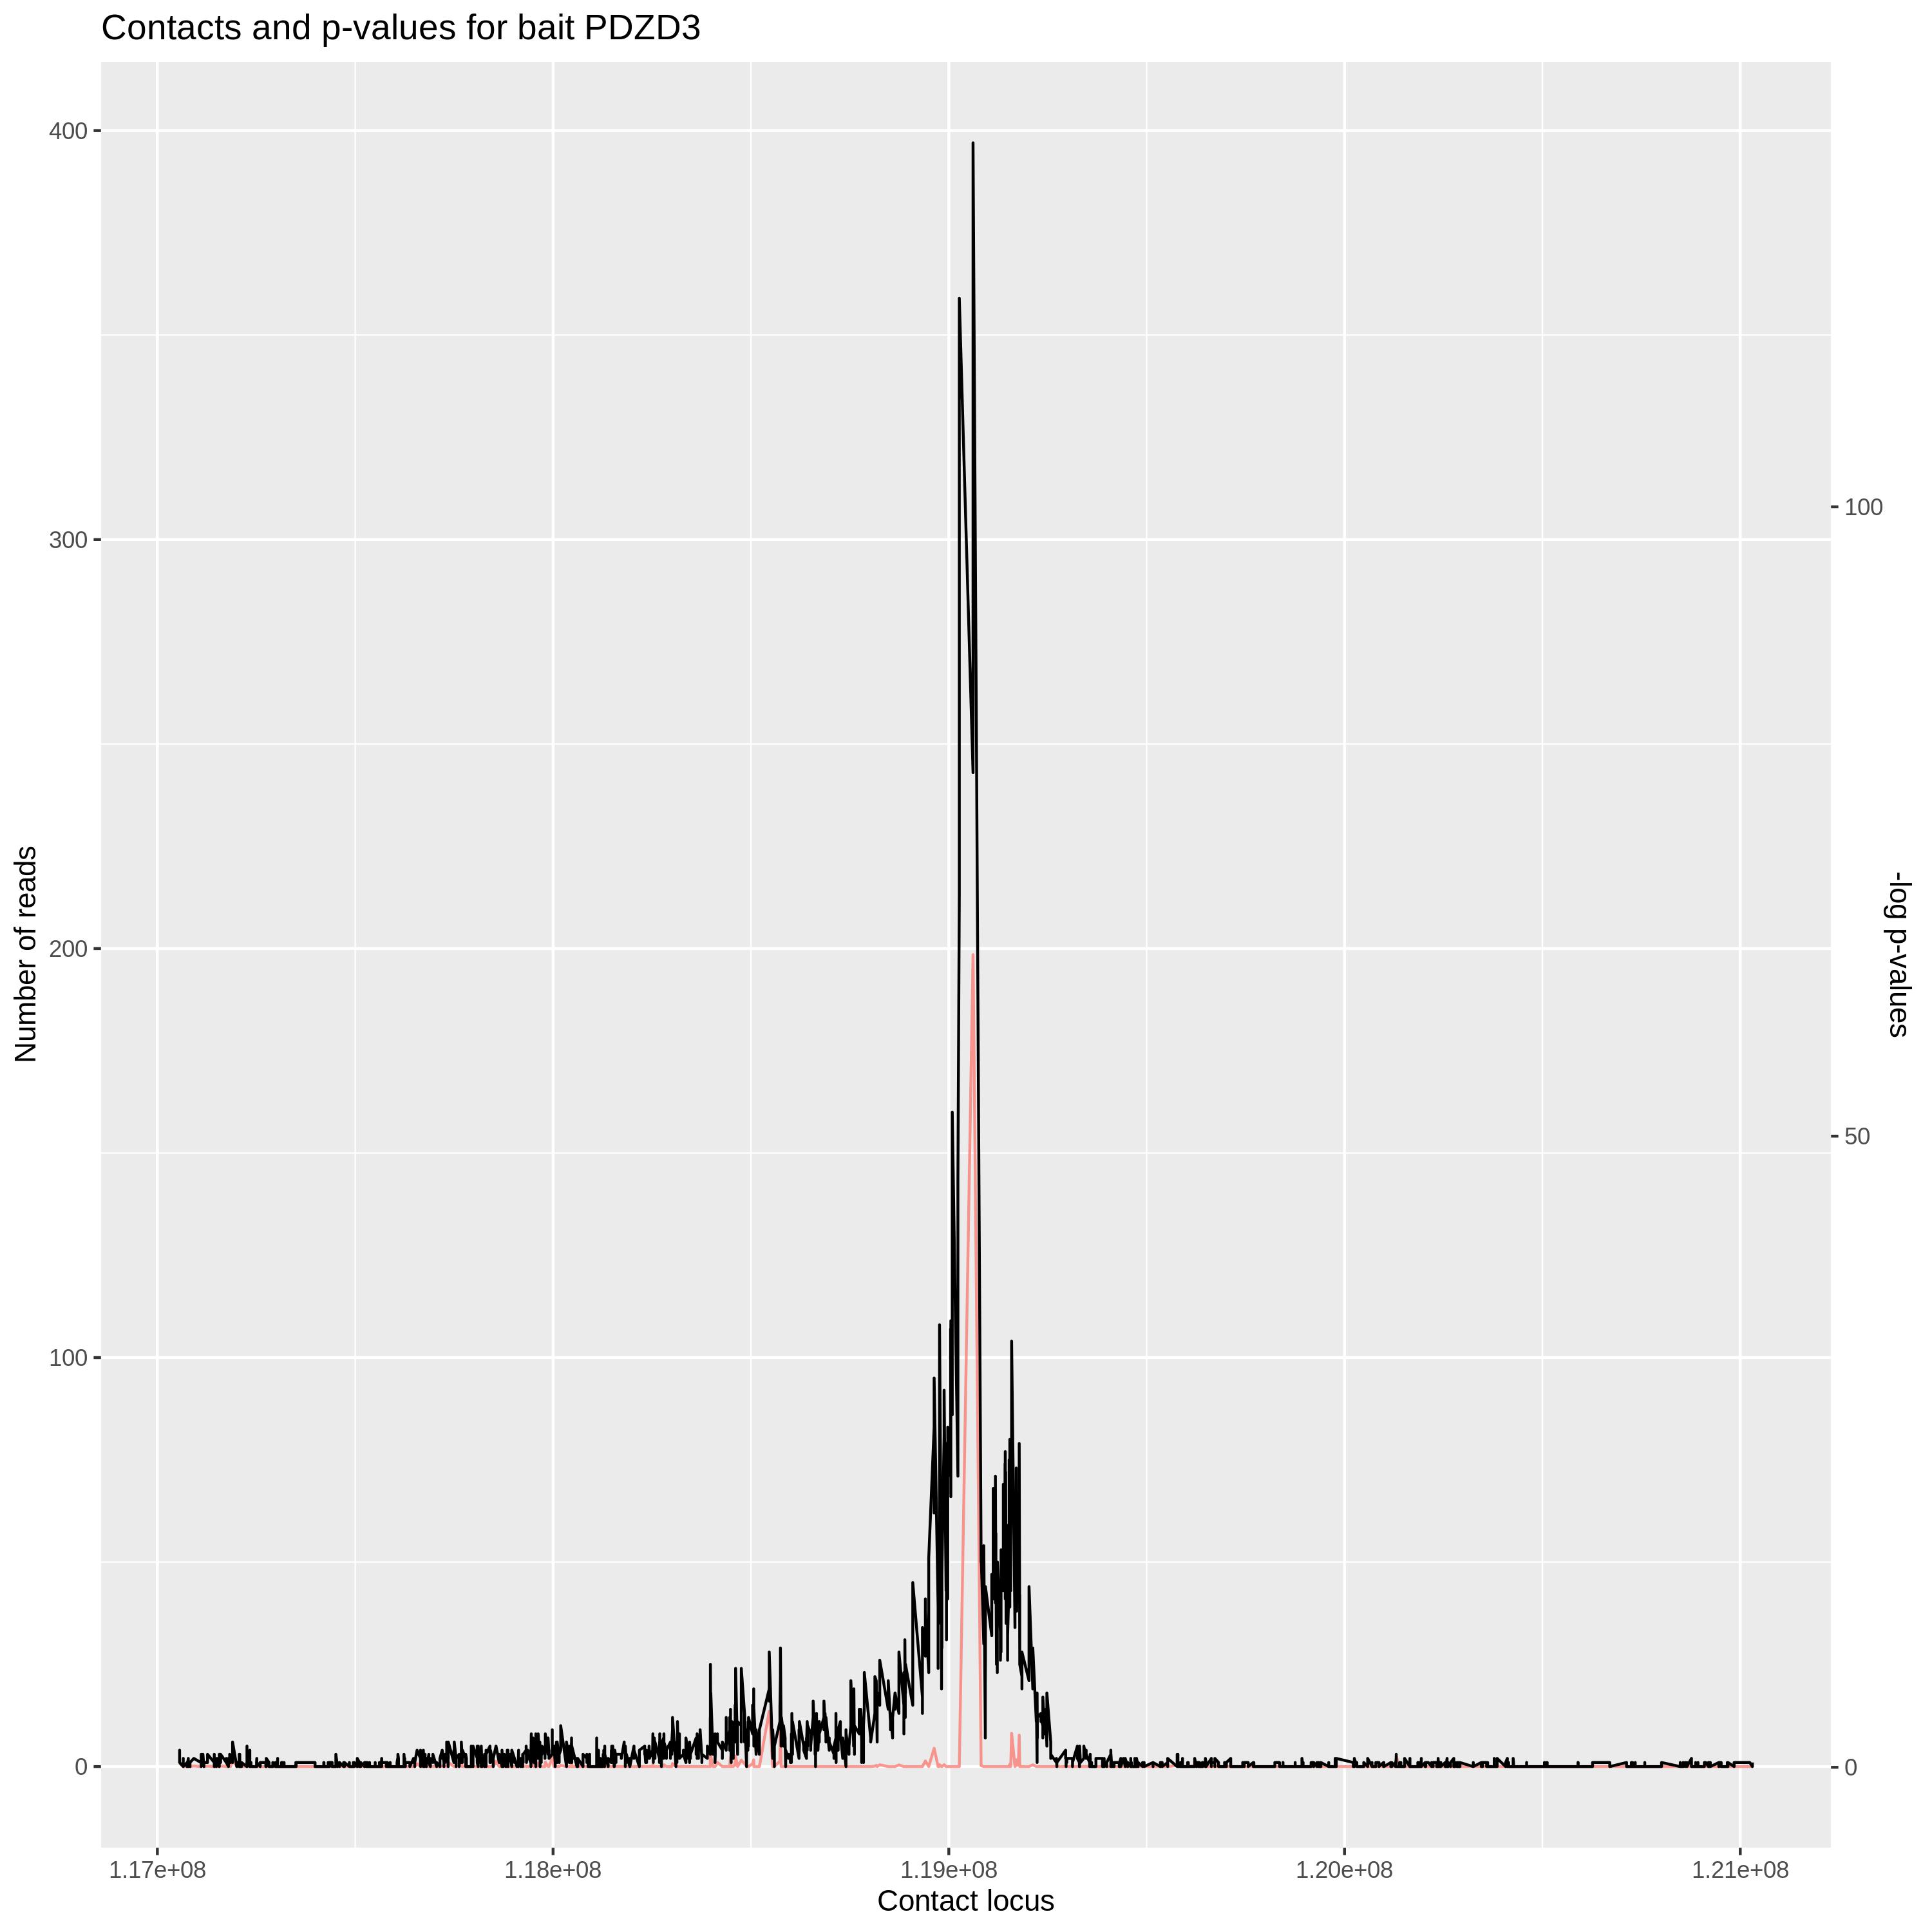 Contacts and p-values for bait PDZD3
400
300
200
100
0
Number of reads
100
50
0
-log p-values
1.17e+08 1.18e+08 1.19e+08 1.20e+08 1.21e+08
Contact locus